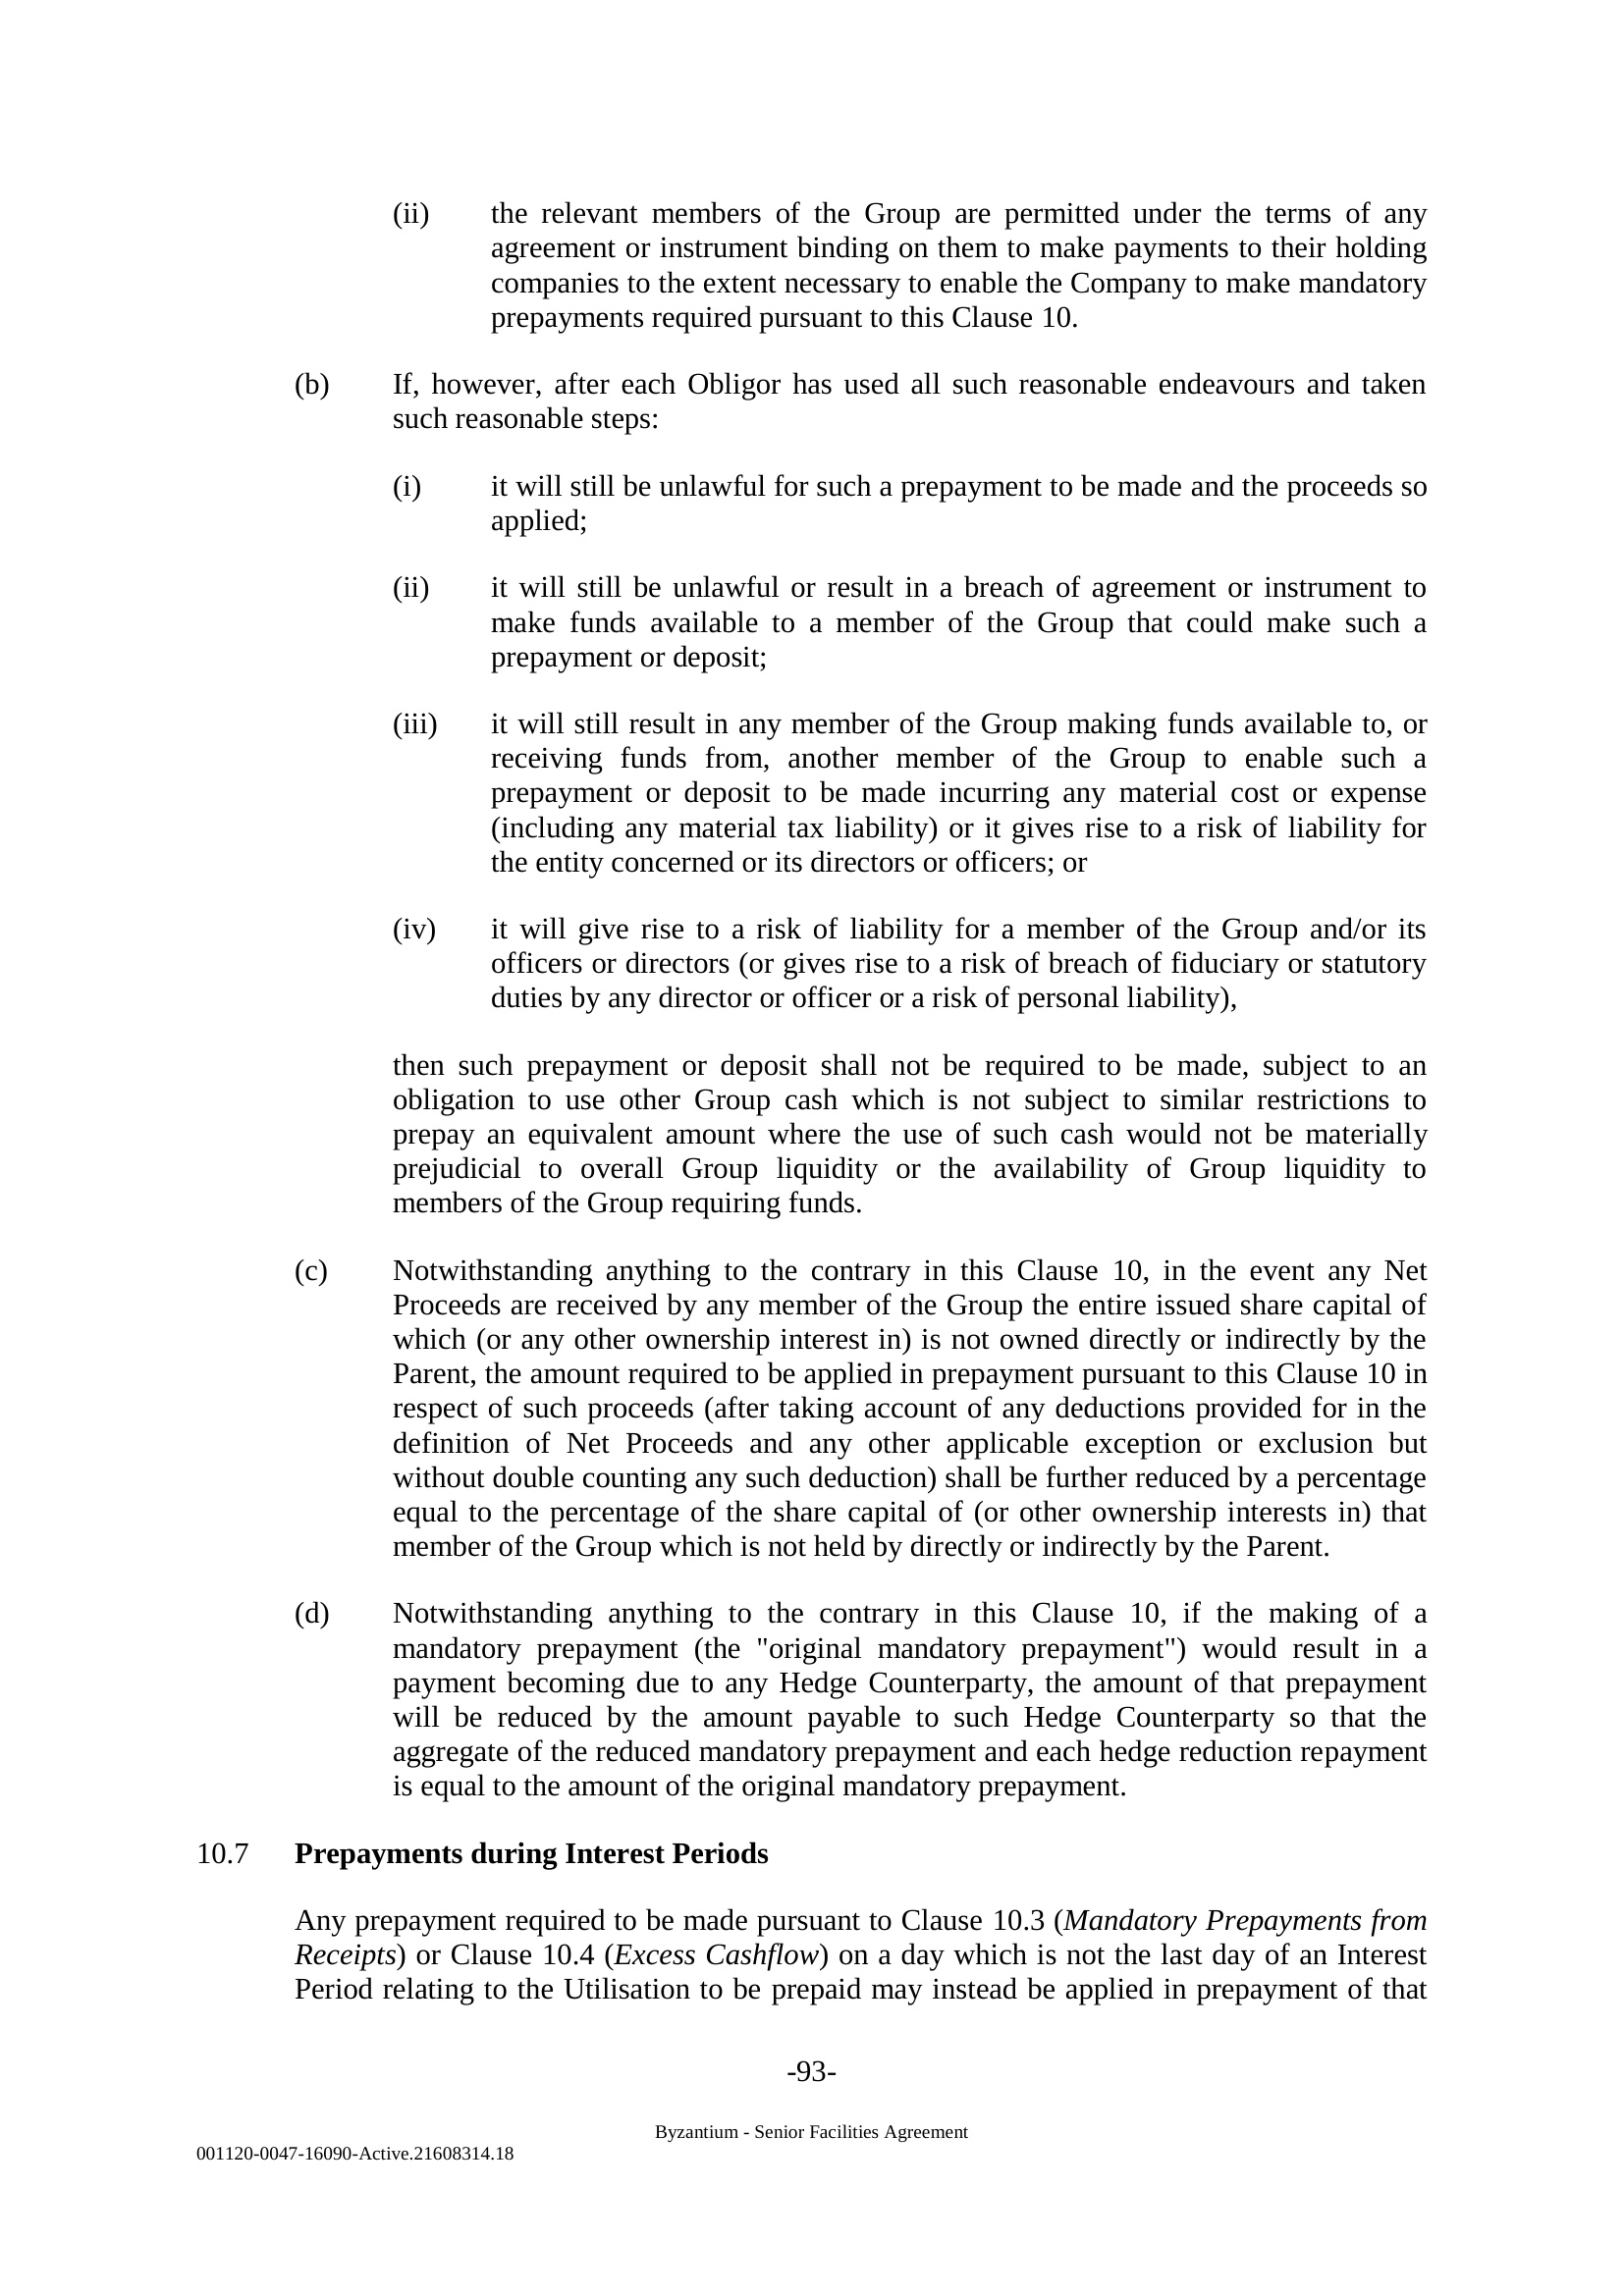 (ii) the relevant members of the Group are permitted under the terms of any
agreement or instrument binding on them to make payments to their holding
companies to the extent necessary to enable the Company to make mandatory
prepayments required pursuant to this Clause 10.
(b) If, however, after each Obligor has used all such reasonable endeavours and taken
such reasonable steps:
(i) it will still be unlawful for such a prepayment to be made and the proceeds so
applied;
(ii) it will still be unlawful or result in a breach of agreement or instrument to
make funds available to a member of the Group that could make such a
prepayment or deposit;
(iii) it will still result in any member of the Group making funds available to, or
receiving funds from, another member of the Group to enable such a
prepayment or deposit to be made incurring any material cost or expense
(including any material tax liability) or it gives rise to a risk of liability for
the entity concerned or its directors or officers; or
(iv) it will give rise to a risk of liability for a member of the Group and/or its
officers or directors (or gives rise to a risk of breach of fiduciary or statutory
duties by any director or officer or a risk of personal liability),
then such prepayment or deposit shall not be required to be made, subject to an
obligation to use other Group cash which is not subject to similar restrictions to
prepay an equivalent amount where the use of such cash would not be materially
prejudicial to overall Group liquidity or the availability of Group liquidity to
members of the Group requiring funds.
(c) Notwithstanding anything to the contrary in this Clause 10, in the event any Net
Proceeds are received by any member of the Group the entire issued share capital of
which (or any other ownership interest in) is not owned directly or indirectly by the
Parent, the amount required to be applied in prepayment pursuant to this Clause 10 in
respect of such proceeds (after taking account of any deductions provided for in the
definition of Net Proceeds and any other applicable exception or exclusion but
without double counting any such deduction) shall be further reduced by a percentage
equal to the percentage of the share capital of (or other ownership interests in) that
member of the Group which is not held by directly or indirectly by the Parent.
(d) Notwithstanding anything to the contrary in this Clause 10, if the making of a
mandatory prepayment (the "original mandatory prepayment") would result in a
payment becoming due to any Hedge Counterparty, the amount of that prepayment
will be reduced by the amount payable to such Hedge Counterparty so that the
aggregate of the reduced mandatory prepayment and each hedge reduction repayment
is equal to the amount of the original mandatory prepayment.
10.7 Prepayments during Interest Periods
Any prepayment required to be made pursuant to Clause 10.3 (Mandatory Prepayments from
Receipts) or Clause 10.4 (Excess Cashflow) on a day which is not the last day of an Interest
Period relating to the Utilisation to be prepaid may instead be applied in prepayment of that
-93-
Byzantium - Senior Facilities Agreement
001120-0047-16090-Active.21608314.18